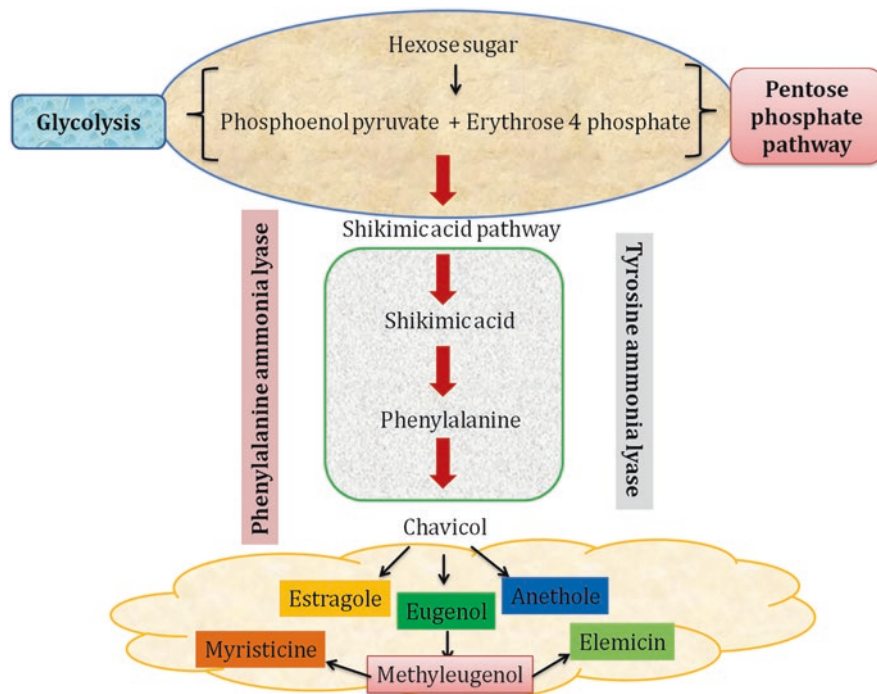 Hexose sugar
Glycolysis
Phosphoenol pyruvate + Erythrose 4 phosphate
Pentose
phosphate
pathway
Shikimic acid pathway
Phenylalanine ammonia lyase
Tyrosine ammonia lyase
Shikimic acid
Phenylalanine
Chavicol
Estragole
Eugenol
Anethole
Myristicine
Methyleugenol
Elemicin